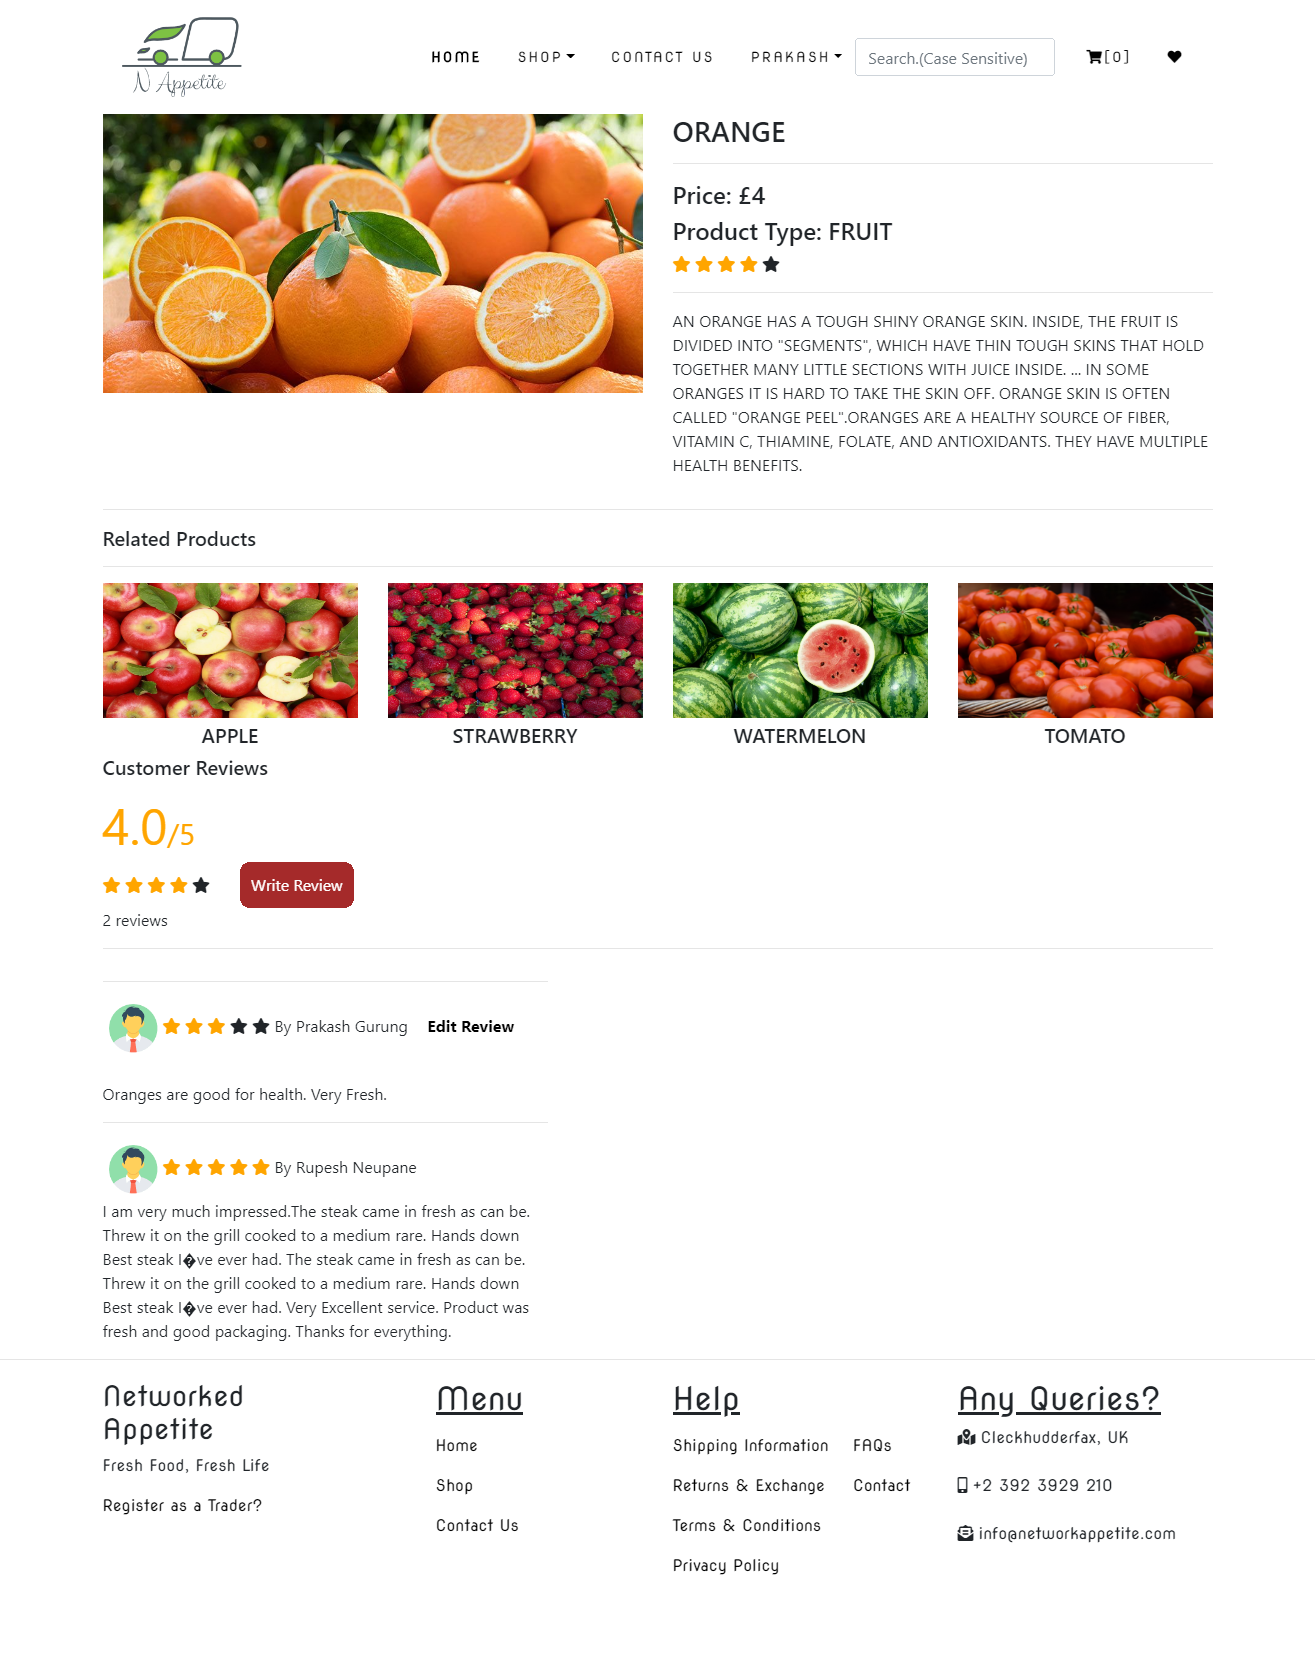 N Appetite
HOME SHOP CONTACT US PRAKASH Search.(Case Sensitive) [0]
ORANGE
Price: £4
Product Type: FRUIT
AN ORANGE HAS A TOUGH SHINY ORANGE SKIN. INSIDE, THE FRUIT IS
DIVIDED INTO "SEGMENTS", WHICH HAVE THIN TOUGH SKINS THAT HOLD
TOGETHER MANY LITTLE SECTIONS WITH JUICE INSIDE. ... IN SOME
ORANGES IT IS HARD TO TAKE THE SKIN OFF. ORANGE SKIN IS OFTEN
CALLED "ORANGE PEEL".ORANGES ARE A HEALTHY SOURCE OF FIBER,
VITAMIN C, THIAMINE, FOLATE, AND ANTIOXIDANTS. THEY HAVE MULTIPLE
HEALTH BENEFITS.
Related Products
APPLE STRAWBERRY WATERMELON TOMATO
Customer Reviews
4.0/5
Write Review
2 reviews
By Prakash Gurung Edit Review
Oranges are good for health. Very Fresh.
By Rupesh Neupane
I am very much impressed.The steak came in fresh as can be.
Threw it on the grill cooked to a medium rare. Hands down
Best steak I�ve ever had. The steak came in fresh as can be.
Threw it on the grill cooked to a medium rare. Hands down
Best steak I�ve ever had. Very Excellent service. Product was
fresh and good packaging. Thanks for everything.
Networked
Appetite
Fresh Food, Fresh Life
Register as a Trader?
Menu
Home
Shop
Contact Us
Help
Shipping Information FAQs
Returns & Exchange Contact
Terms & Conditions
Privacy Policy
Any Queries?
Cleckhudderfax, UK
+2 392 3929 210
info@networkappetite.com